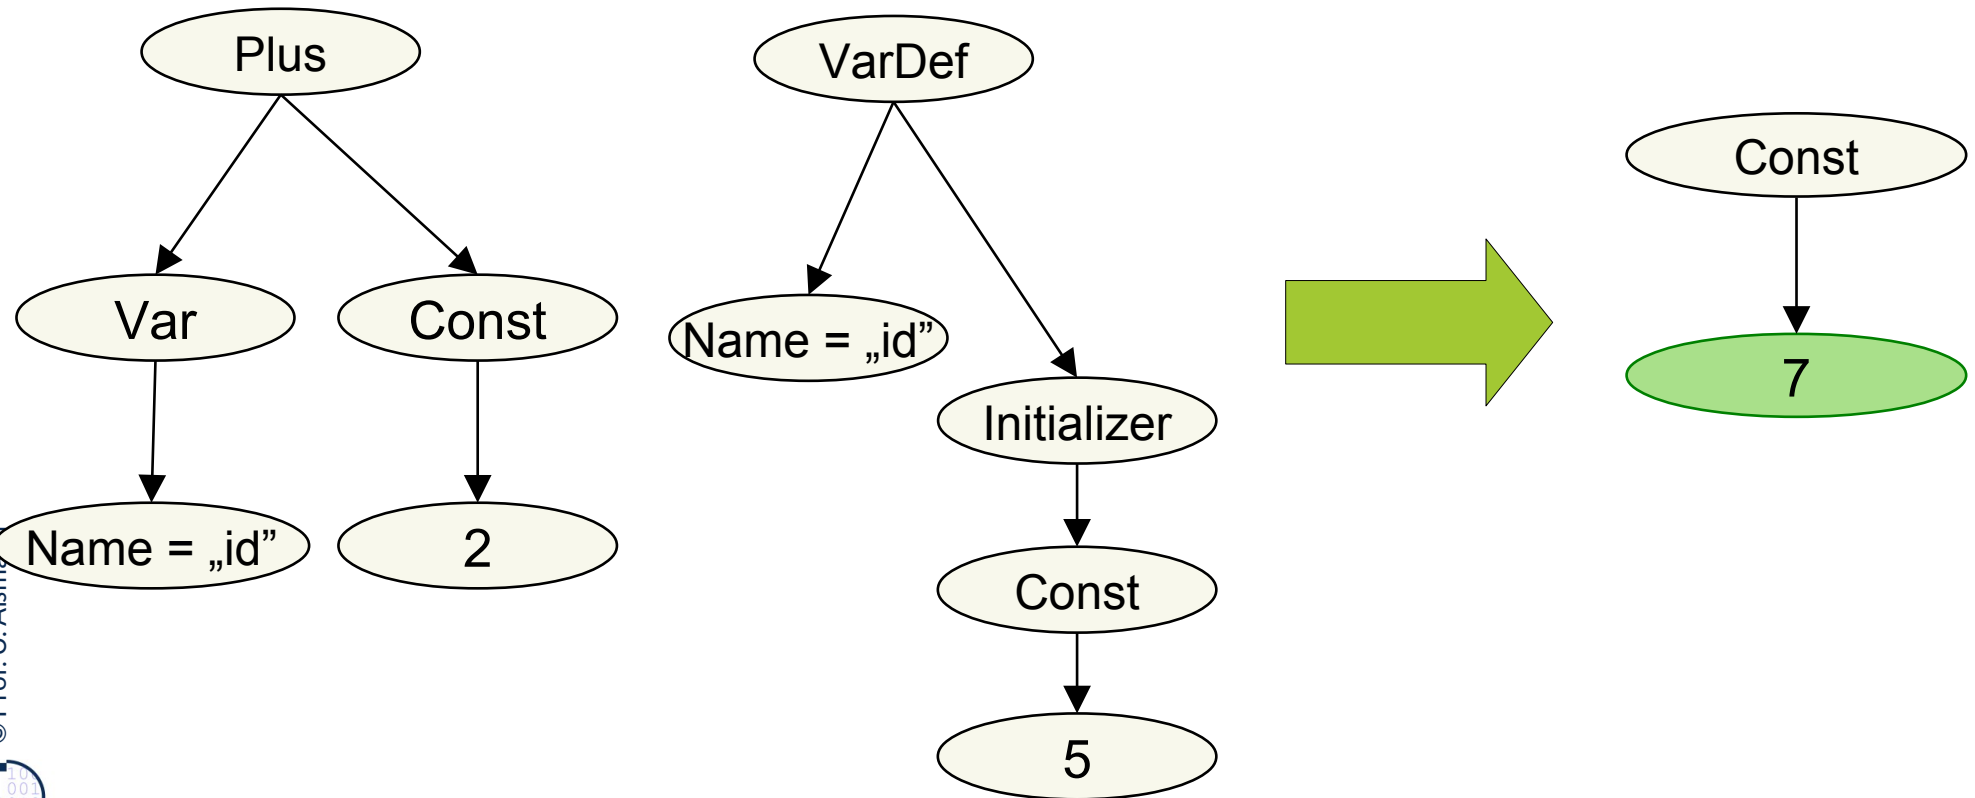 Plus
VarDef
Const
Var
Const
Name = „id”
7
Initializer
Name = „id”
2
Const
5